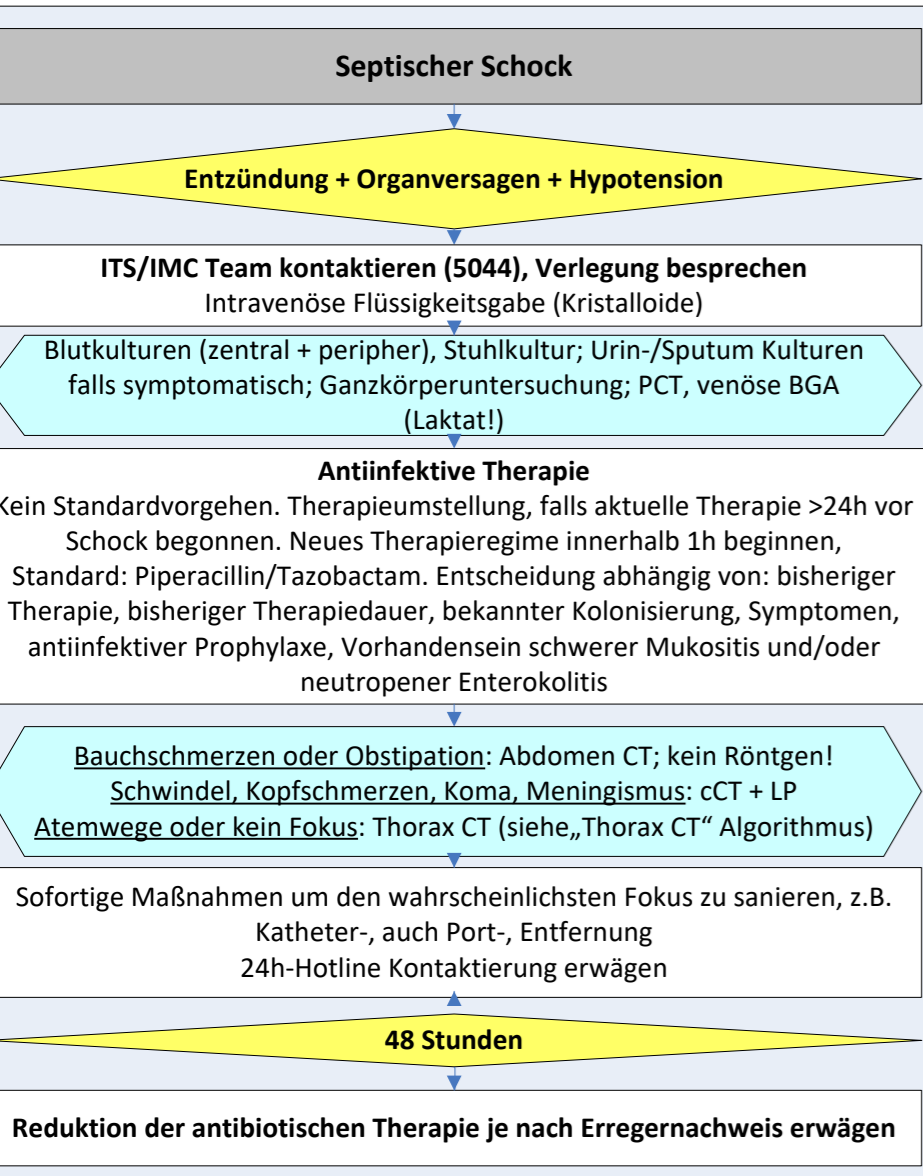 Septischer Schock
Entzündung + Organversagen + Hypotension
ITS/IMC Team kontaktieren (5044), Verlegung besprechen
Intravenöse Flüssigkeitsgabe (Kristalloide)
Blutkulturen (zentral + peripher), Stuhlkultur; Urin-/Sputum Kulturen
falls symptomatisch; Ganzkörperuntersuchung; PCT, venöse BGA
(Laktat!)
Antiinfektive Therapie
Kein Standardvorgehen. Therapieumstellung, falls aktuelle Therapie >24h vor
Schock begonnen. Neues Therapieregime innerhalb 1h beginnen,
Standard: Piperacillin/Tazobactam. Entscheidung abhängig von: bisheriger
Therapie, bisheriger Therapiedauer, bekannter Kolonisierung, Symptomen,
antiinfektiver Prophylaxe, Vorhandensein schwerer Mukositis und/oder
neutropener Enterokolitis
Bauchschmerzen oder Obstipation: Abdomen CT; kein Röntgen!
Schwindel, Kopfschmerzen, Koma, Meningismus: cCT + LP
Atemwege oder kein Fokus: Thorax CT (siehe„Thorax CT“ Algorithmus)
Sofortige Maßnahmen um den wahrscheinlichsten Fokus zu sanieren, z.B.
Katheter-, auch Port-, Entfernung
24h-Hotline Kontaktierung erwägen
48 Stunden
Reduktion der antibiotischen Therapie je nach Erregernachweis erwägen